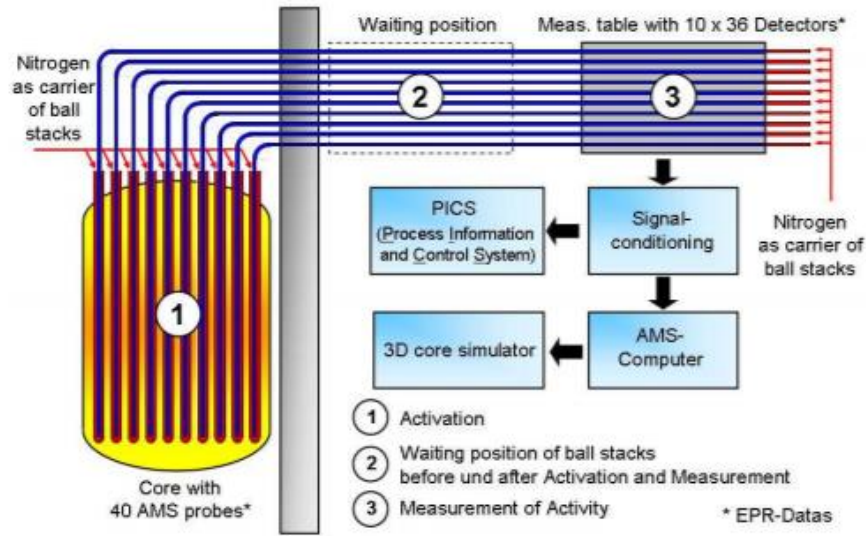 Waiting position
Meas. table with 10 x 36 Detectors*
Nitrogen
as carrier
of ball
stacks
2
3
1
PICS
(Process Information
and Control System)
Signal-
conditioning
Nitrogen
as carrier of
ball stacks
3D core simulator
AMS-
Computer
Core with
40 AMS probes*
1 Activation
2 Waiting position of ball stacks
before und after Activation and Measurement
3 Measurement of Activity
* EPR-Datas